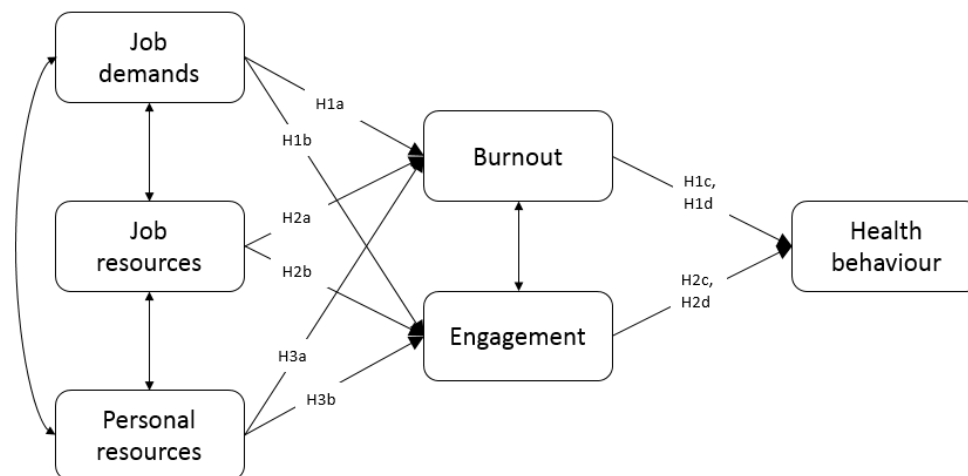 Job
demands
H1a
H1b
Burnout
H1c,
H1d
Job
resources
H2a
H2b
Health
behaviour
H2c,
H2d
Engagement
H3a
H3b
Personal
resources